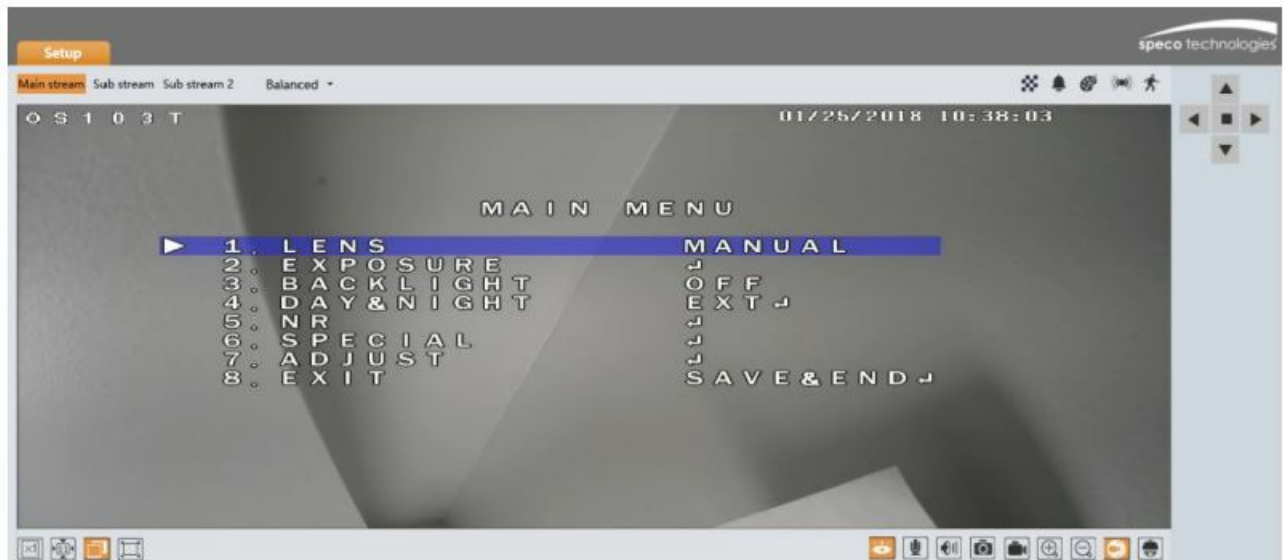 speco technologies
Setup
Main stream Sub stream Sub stream 2 Balanced
OS103T 01/25/2018 10:38:03
MAIN MENU
1. LENS MANUAL
2. EXPOSURE ↵
3. BACKLIGHT OFF
4. DAY&NIGHT EXT↵
5. NR ↵
6. SPECIAL ↵
7. ADJUST ↵
8. EXIT SAVE&END↵